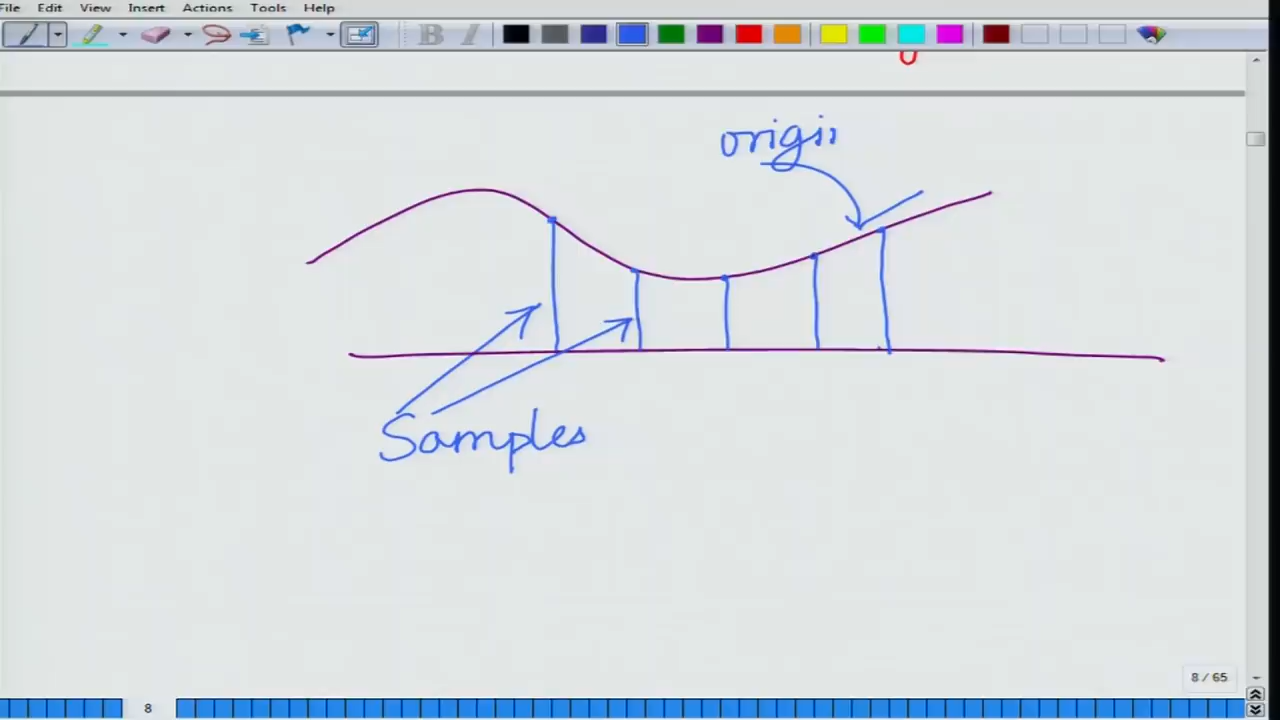 File Edit View Insert Actions Tools Help
B I
origi
Samples
8 / 65
8